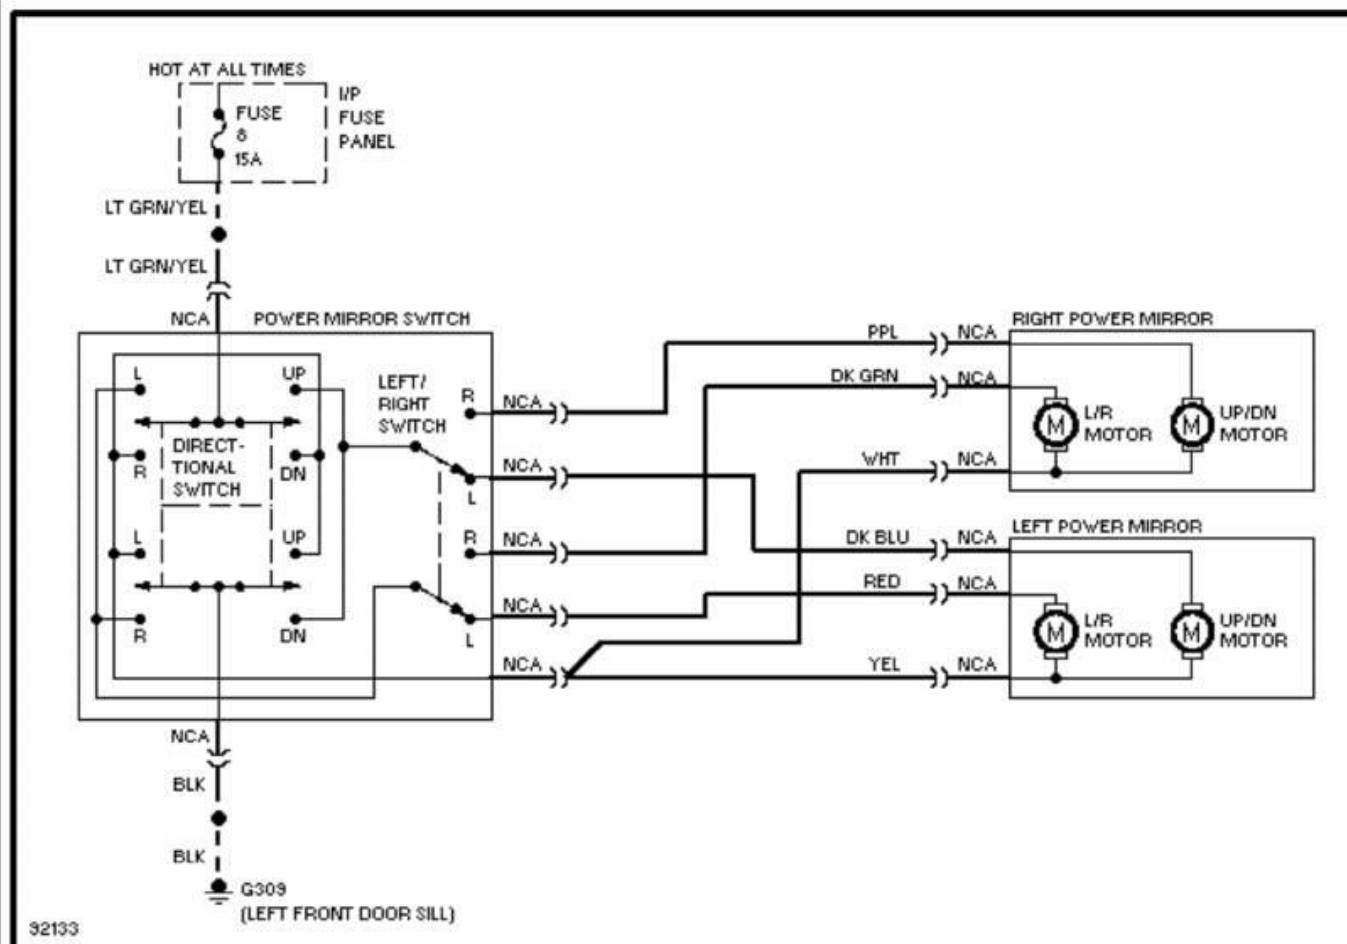 HOT AT ALL TIMES
FUSE
8
15A
I/P
FUSE
PANEL
LT GRN/YEL
LT GRN/YEL
NCA
POWER MIRROR SWITCH
L
UP
R
DN
DIRECT-
TIONAL
SWITCH
L
UP
R
DN
LEFT/
RIGHT
SWITCH
R
L
R
L
NCA
NCA
NCA
NCA
NCA
PPL
NCA
DK GRN
NCA
WHT
NCA
DK BLU
NCA
RED
NCA
YEL
NCA
RIGHT POWER MIRROR
M
L/R
MOTOR
M
UP/DN
MOTOR
LEFT POWER MIRROR
M
L/R
MOTOR
M
UP/DN
MOTOR
NCA
BLK
BLK
G309
(LEFT FRONT DOOR SILL)
92133